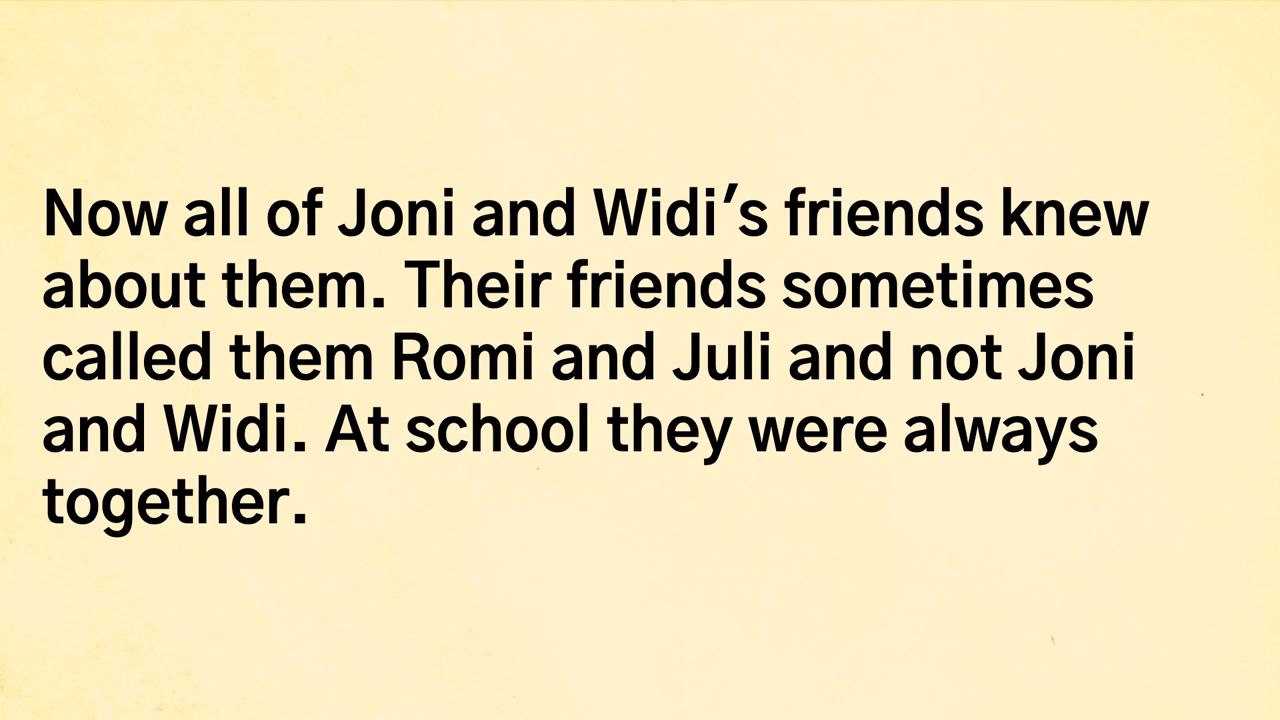 Now all of Joni and Widi's friends knew
about them. Their friends sometimes
called them Romi and Juli and not Joni
and Widi. At school they were always
together.